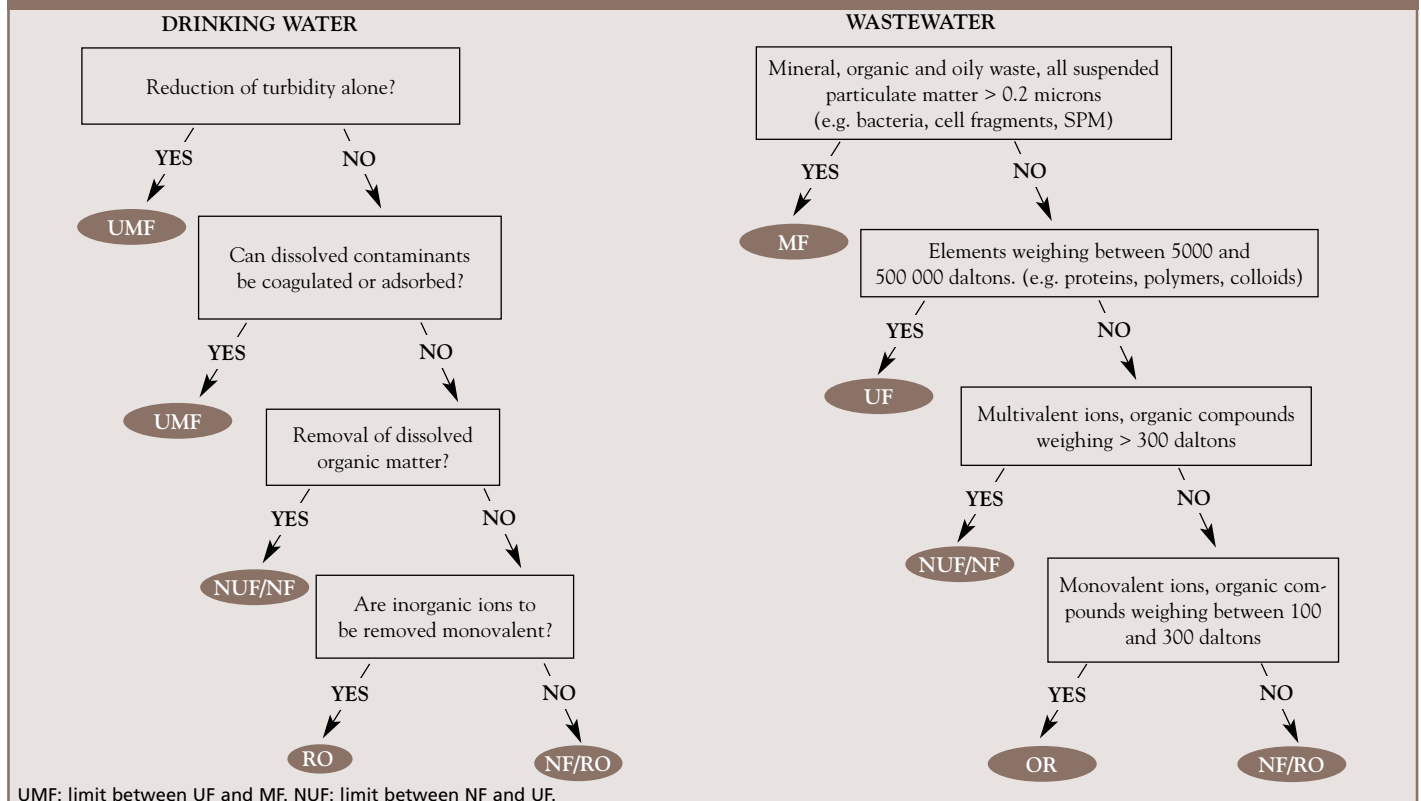 DRINKING WATER
Reduction of turbidity alone?
YES
NO
UMF
Can dissolved contaminants
be coagulated or adsorbed?
YES
NO
UMF
Removal of dissolved
organic matter?
YES
NO
NUF/NF
Are inorganic ions to
be removed monovalent?
YES
NO
RO
NF/RO
WASTEWATER
Mineral, organic and oily waste, all suspended
particulate matter > 0.2 microns
(e.g. bacteria, cell fragments, SPM)
YES
NO
MF
Elements weighing between 5000 and
500 000 daltons. (e.g. proteins, polymers, colloids)
YES
NO
UF
Multivalent ions, organic compounds
weighing > 300 daltons
YES
NO
NUF/NF
Monovalent ions, organic com-
pounds weighing between 100
and 300 daltons
YES
NO
OR
NF/RO
UMF: limit between UF and MF. NUF: limit between NF and UF.